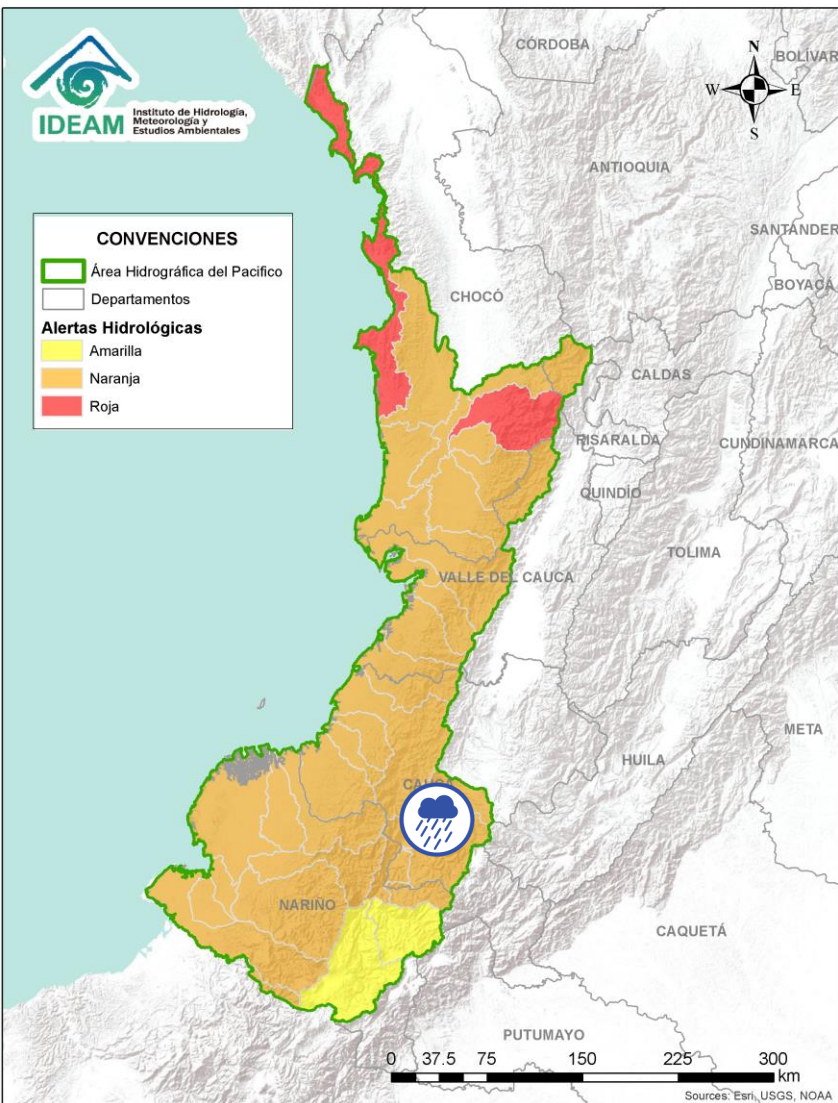 IDEAM
Instituto de Hidrología,
Meteorología y
Estudios Ambientales
CÓRDOBA
BOLÍVAR
N
W
E
S
ANTIOQUIA
SANTANDER
BOYACÁ
CONVENCIONES
Área Hidrográfica del Pacifico
Departamentos
Alertas Hidrológicas
Amarilla
Naranja
Roja
CHOCÓ
CALDAS
RISARALDA
CUNDINAMARCA
QUINDÍO
TOLIMA
VALLE DEL CAUCA
META
HUILA
CAUCA
NARIÑO
CAQUETÁ
PUTUMAYO
0 37.5 75 150 225 300
km
Sources: Esri, USGS, NOAA